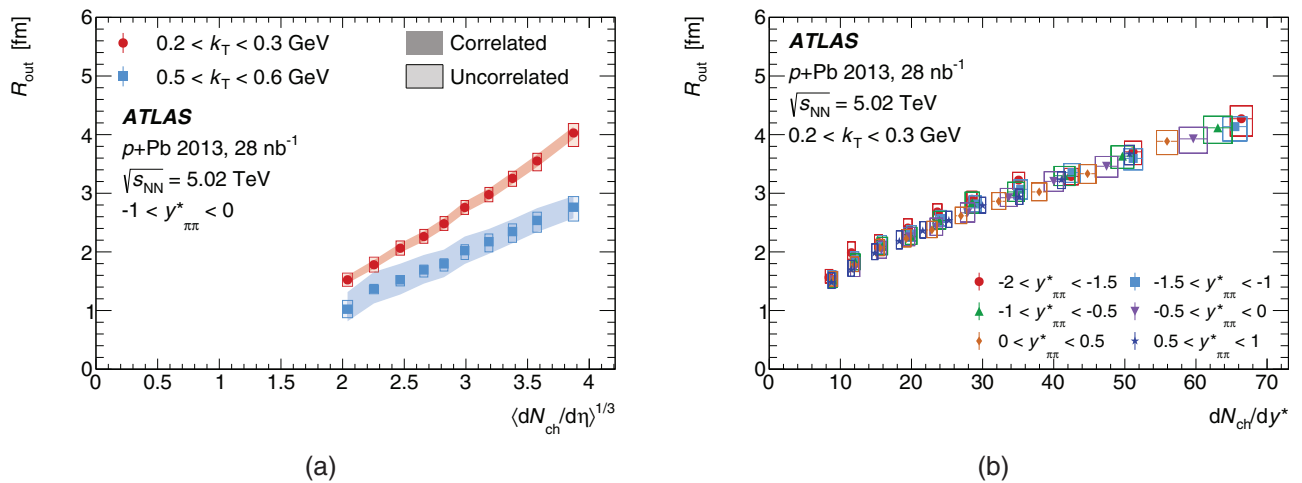 R_out [fm]
6
5
4
3
2
1
0
0.2 < k_T < 0.3 GeV
0.5 < k_T < 0.6 GeV
Correlated
Uncorrelated
ATLAS
p+Pb 2013, 28 nb⁻¹
√s_NN = 5.02 TeV
-1 < y*_ππ < 0
0 0.5 1 1.5 2 2.5 3 3.5 4
⟨dN_ch/dη⟩^1/3
(a)
R_out [fm]
6
5
4
3
2
1
0
ATLAS
p+Pb 2013, 28 nb⁻¹
√s_NN = 5.02 TeV
0.2 < k_T < 0.3 GeV
-2 < y*_ππ < -1.5 -1.5 < y*_ππ < -1
-1 < y*_ππ < -0.5 -0.5 < y*_ππ < 0
0 < y*_ππ < 0.5 0.5 < y*_ππ < 1
0 10 20 30 40 50 60 70
dN_ch/dy*
(b)